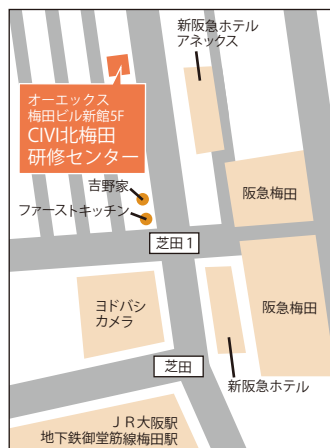 新阪急ホテル
アネックス
オーエックス
梅田ビル新館5F
CIVI北梅田
研修センター
吉野家
ファーストキッチン
阪急梅田
芝田1
ヨドバシ
カメラ
阪急梅田
芝田
新阪急ホテル
ＪＲ大阪駅
地下鉄御堂筋線梅田駅